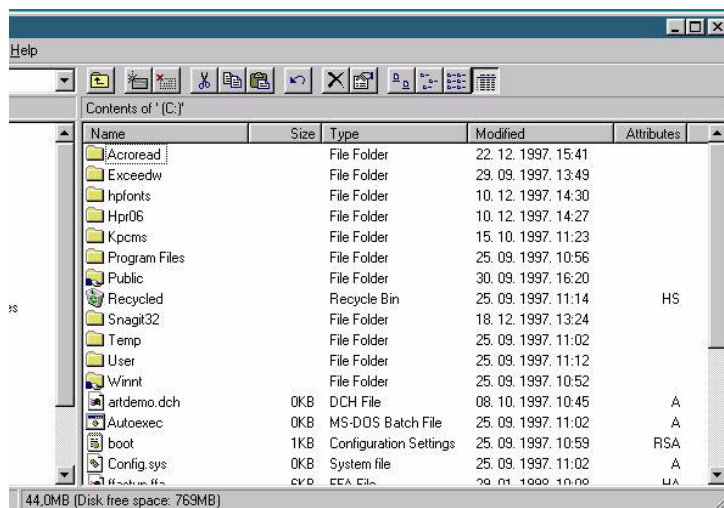 Help
Contents of ' (C:)'
Name Size Type Modified Attributes
Acroread File Folder 22. 12. 1997. 15:41
Exceedw File Folder 29. 09. 1997. 13:49
hpfonts File Folder 10. 12. 1997. 14:30
Hpr06 File Folder 10. 12. 1997. 14:27
Kpcms File Folder 15. 10. 1997. 11:23
Program Files File Folder 25. 09. 1997. 10:56
Public File Folder 30. 09. 1997. 16:20
Recycled Recycle Bin 25. 09. 1997. 11:14 HS
Snagit32 File Folder 18. 12. 1997. 13:24
Temp File Folder 25. 09. 1997. 11:02
User File Folder 25. 09. 1997. 11:12
Winnt File Folder 25. 09. 1997. 10:52
artdemo.dch 0KB DCH File 08. 10. 1997. 10:45 A
Autoexec 0KB MS-DOS Batch File 25. 09. 1997. 11:02 A
boot 1KB Configuration Settings 25. 09. 1997. 10:59 RSA
Config.sys 0KB System file 25. 09. 1997. 11:02 A
File 29. 01. 1998. 10:09 HA
44,0MB (Disk free space: 769MB)